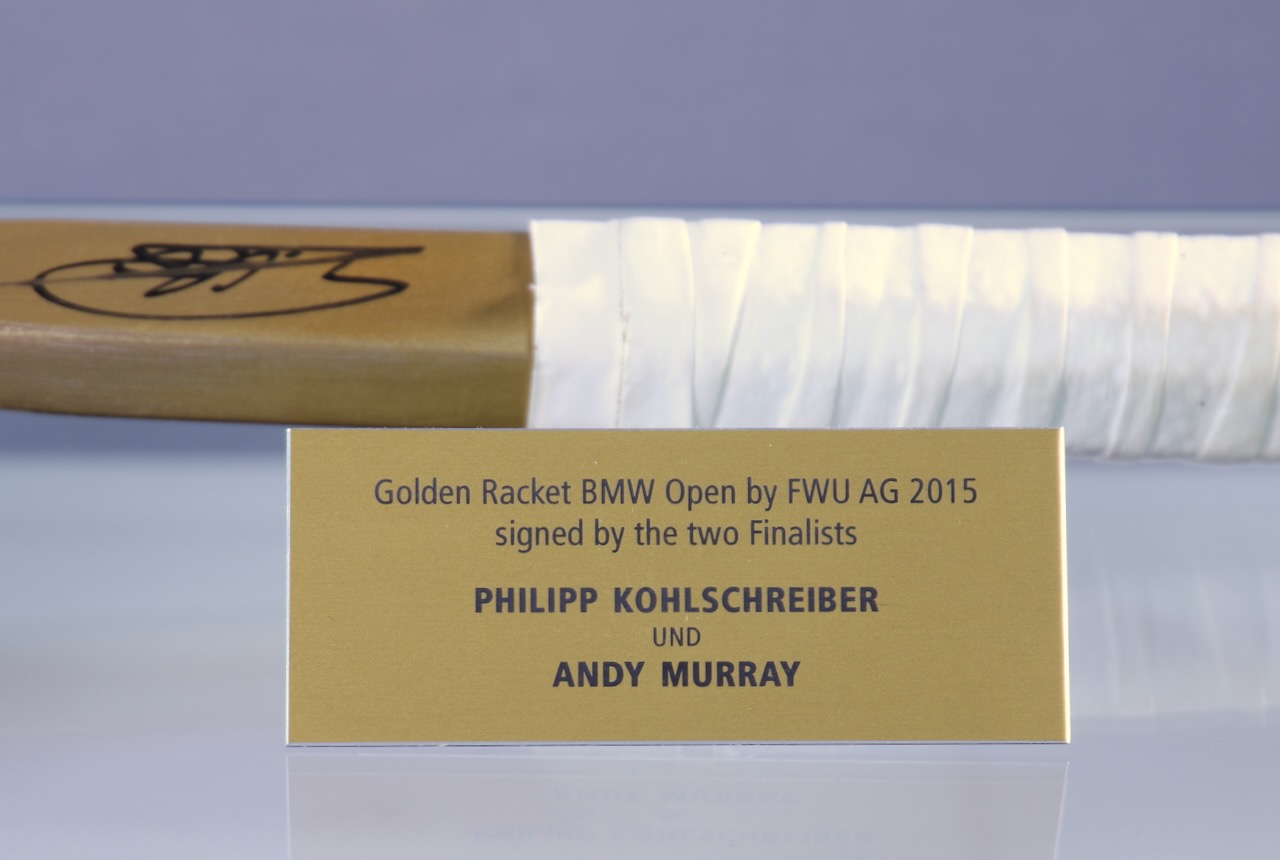 Golden Racket BMW Open by FWU AG 2015
signed by the two Finalists
PHILIPP KOHLSCHREIBER
UND
ANDY MURRAY